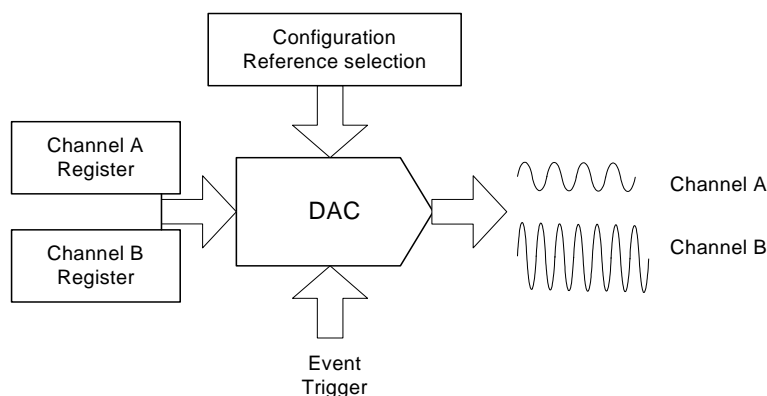 Configuration
Reference selection
Channel A
Register
DAC
Channel A
Channel B
Register
Channel B
Event
Trigger